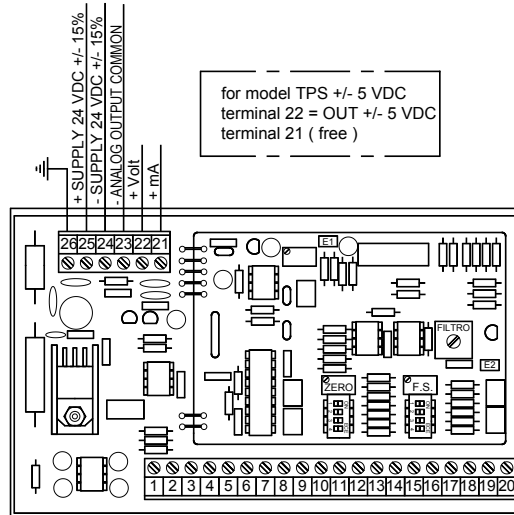 + SUPPLY 24 VDC +/- 15%
- SUPPLY 24 VDC +/- 15%
- ANALOG OUTPUT COMMON
+ Volt
+ mA
for model TPS +/- 5 VDC
terminal 22 = OUT +/- 5 VDC
terminal 21 ( free )
26 25 24 23 22 21
E1
FILTRO
E2
ZERO
F.S.
1 2 3 4 5 6 7 8 9 10 11 12 13 14 15 16 17 18 19 20